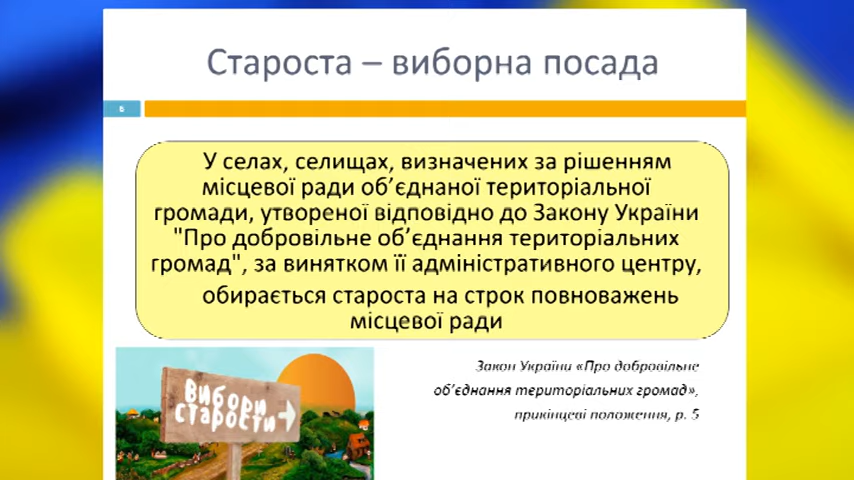 Староста – виборна посада
6
У селах, селищах, визначених за рішенням
місцевої ради об’єднаної територіальної
громади, утвореної відповідно до Закону України
"Про добровільне об’єднання територіальних
громад", за винятком її адміністративного центру,
обирається староста на строк повноважень
місцевої ради
Закон України «Про добровільне
об’єднання територіальних громад»,
прикінцеві положення, р. 5
Вибори
старости